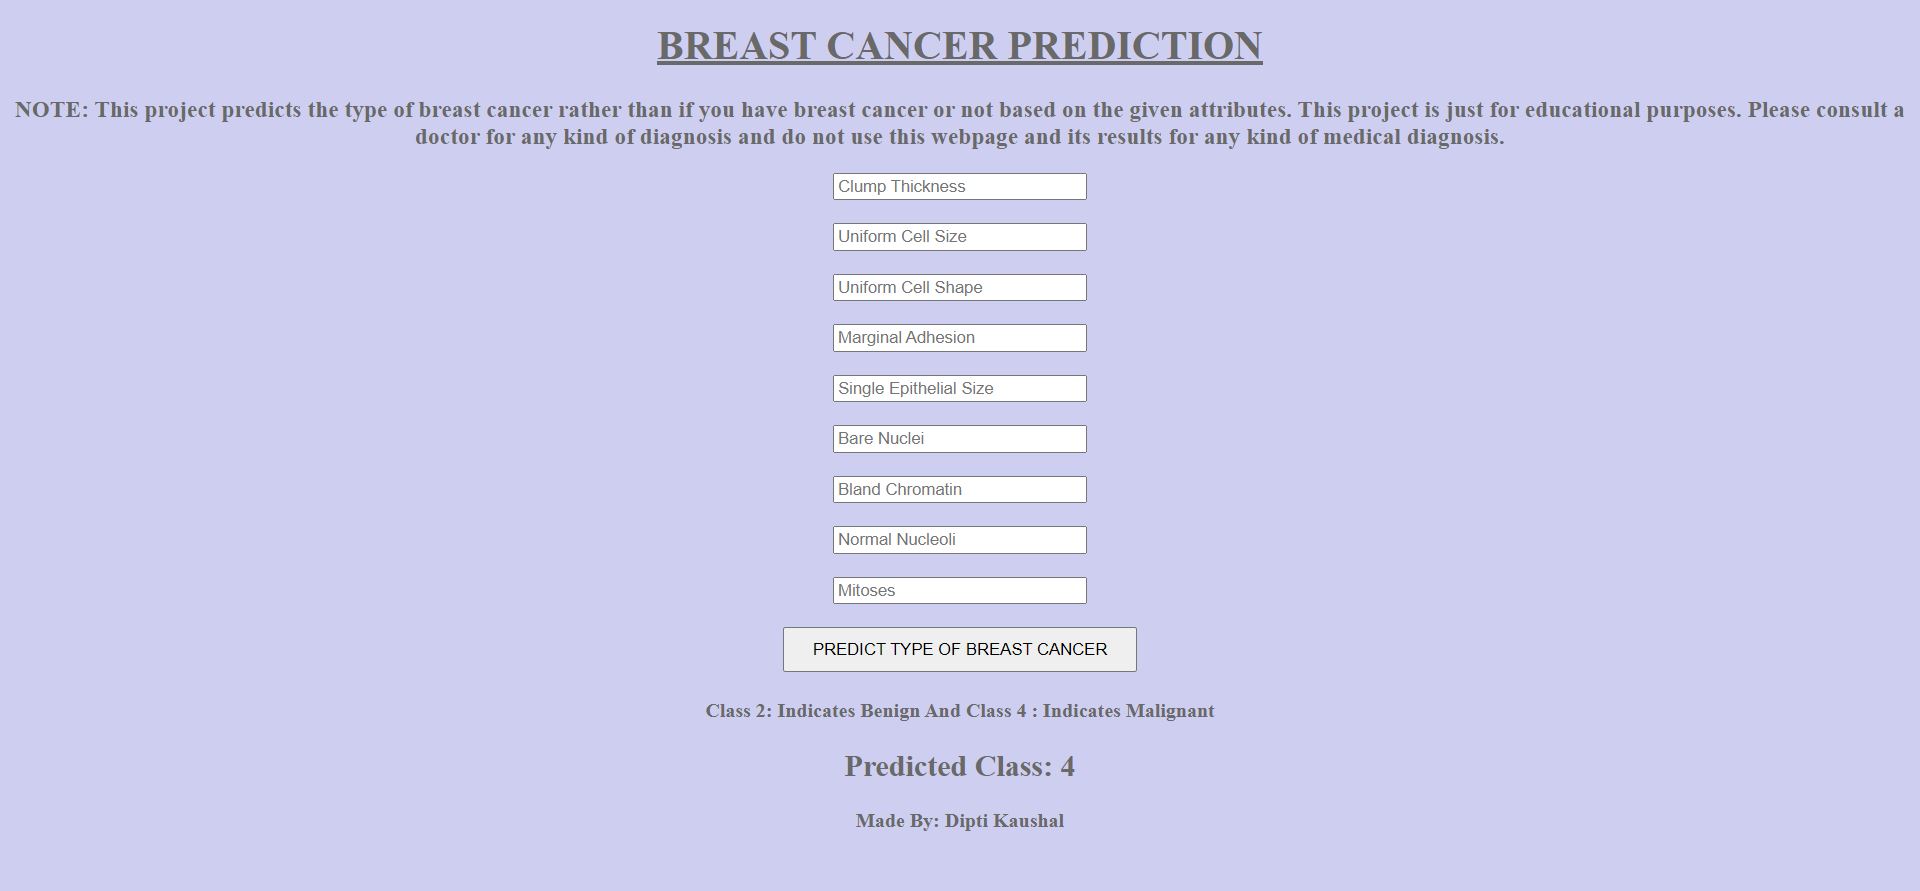 BREAST CANCER PREDICTION
NOTE: This project predicts the type of breast cancer rather than if you have breast cancer or not based on the given attributes. This project is just for educational purposes. Please consult a
doctor for any kind of diagnosis and do not use this webpage and its results for any kind of medical diagnosis.
Clump Thickness
Uniform Cell Size
Uniform Cell Shape
Marginal Adhesion
Single Epithelial Size
Bare Nuclei
Bland Chromatin
Normal Nucleoli
Mitoses
PREDICT TYPE OF BREAST CANCER
Class 2: Indicates Benign And Class 4 : Indicates Malignant
Predicted Class: 4
Made By: Dipti Kaushal